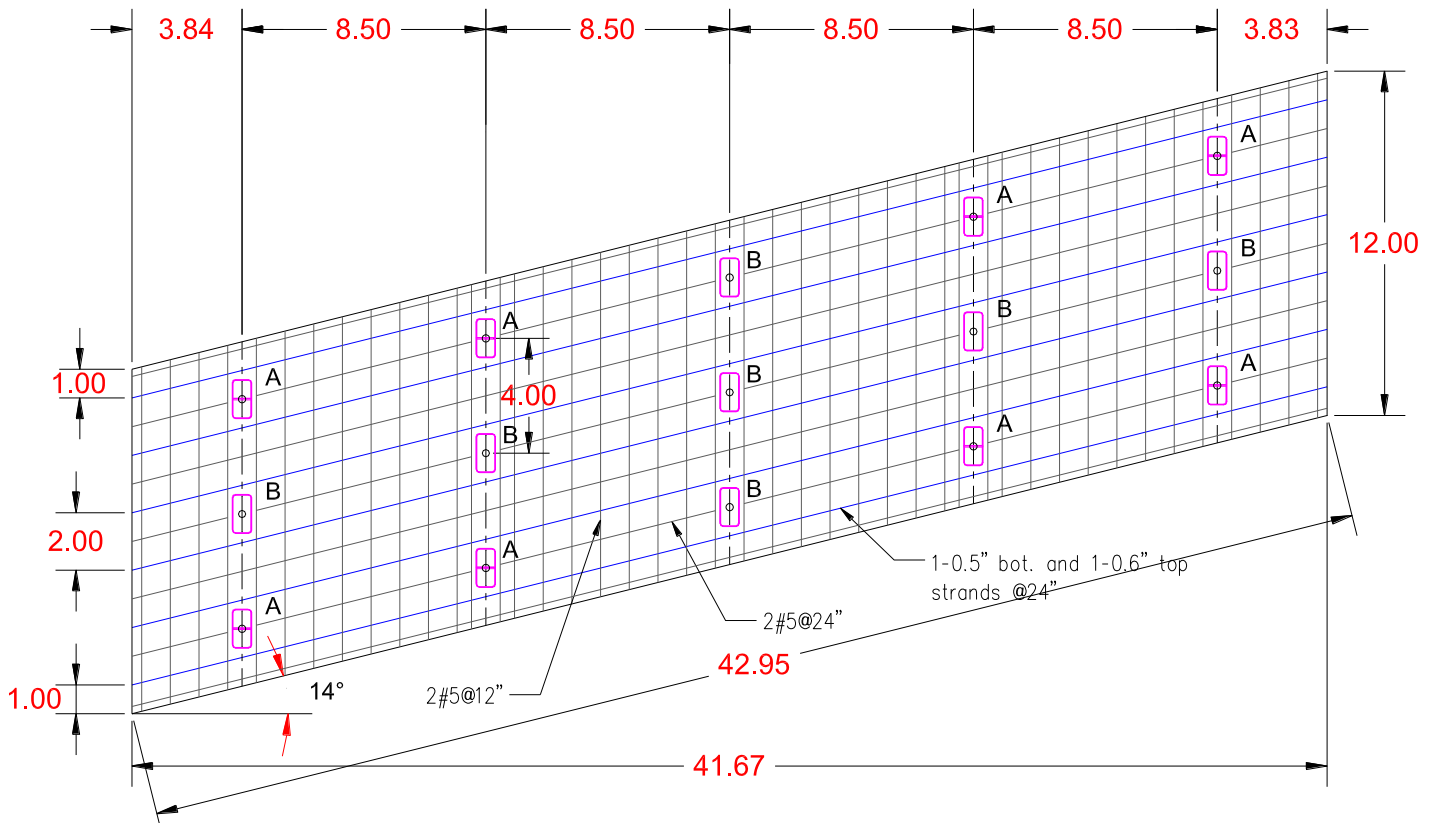 3.84
8.50
8.50
8.50
8.50
3.83
A
12.00
A
B
B
A
1.00
A
4.00
B
B
A
B
B
A
2.00
B
A
1-0.5” bot. and 1-0.6” top
strands @24”
A
2#5@24”
42.95
1.00
14°
2#5@12”
41.67